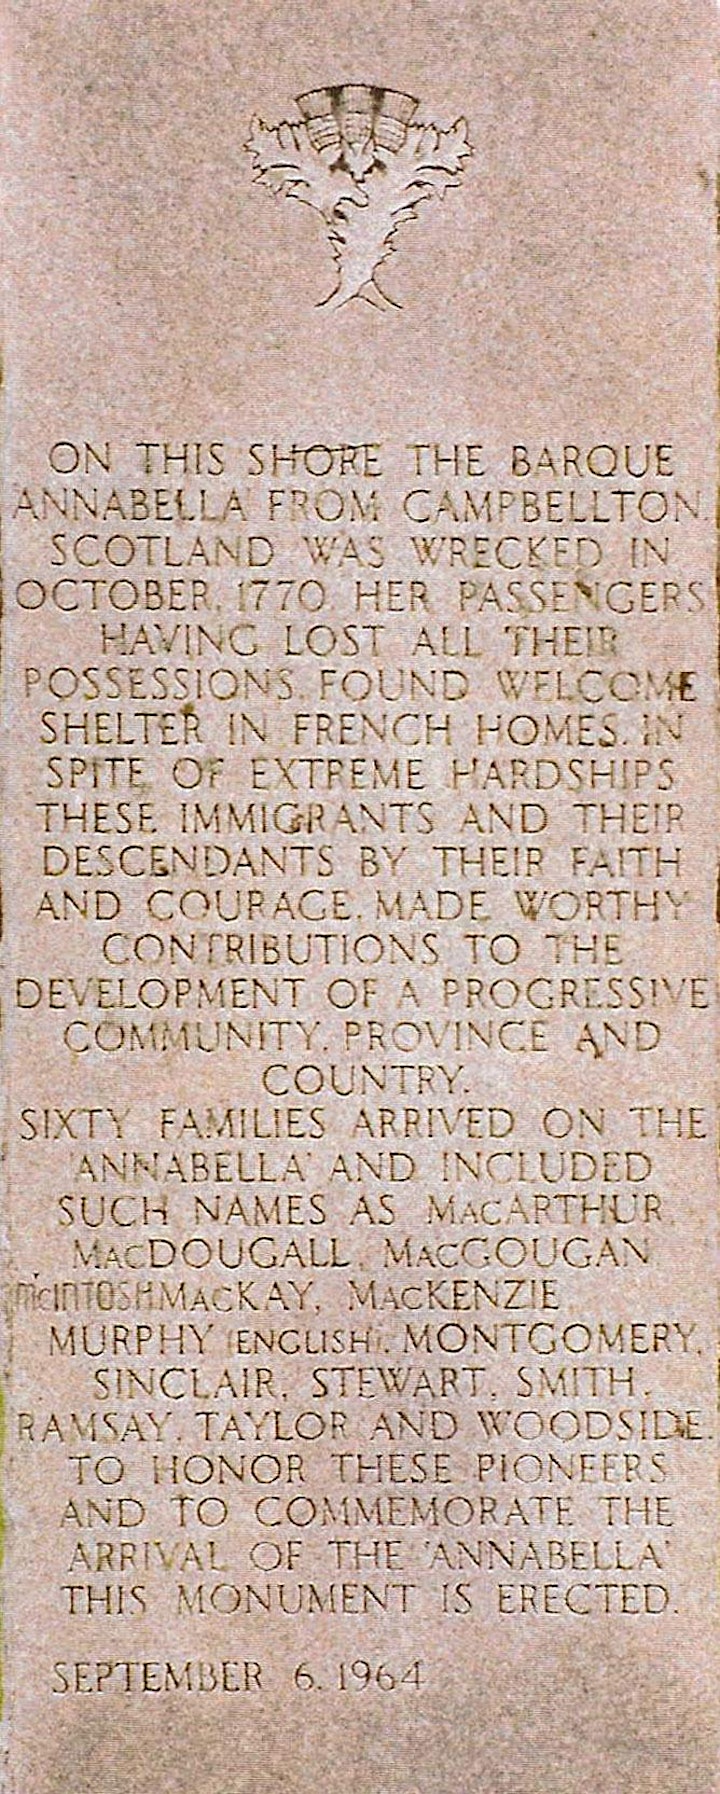 ON THIS SHORE THE BARQUE
'ANNABELLA' FROM CAMPBELLTON,
SCOTLAND WAS WRECKED IN
OCTOBER, 1770. HER PASSENGERS
HAVING LOST ALL THEIR
POSSESSIONS, FOUND WELCOME
SHELTER IN FRENCH HOMES. IN
SPITE OF EXTREME HARDSHIPS
THESE IMMIGRANTS AND THEIR
DESCENDANTS BY THEIR FAITH
AND COURAGE, MADE WORTHY
CONTRIBUTIONS TO THE
DEVELOPMENT OF A PROGRESSIVE
COMMUNITY, PROVINCE AND
COUNTRY.
SIXTY FAMILIES ARRIVED ON THE
'ANNABELLA' AND INCLUDED
SUCH NAMES AS MACARTHUR,
MACDOUGALL, MACGOUGAN
McINTOSH MACKAY, MACKENZIE,
MURPHY (ENGLISH), MONTGOMERY,
SINCLAIR, STEWART, SMITH,
RAMSAY, TAYLOR AND WOODSIDE.
TO HONOR THESE PIONEERS
AND TO COMMEMORATE THE
ARRIVAL OF THE 'ANNABELLA'
THIS MONUMENT IS ERECTED.
SEPTEMBER 6, 1964